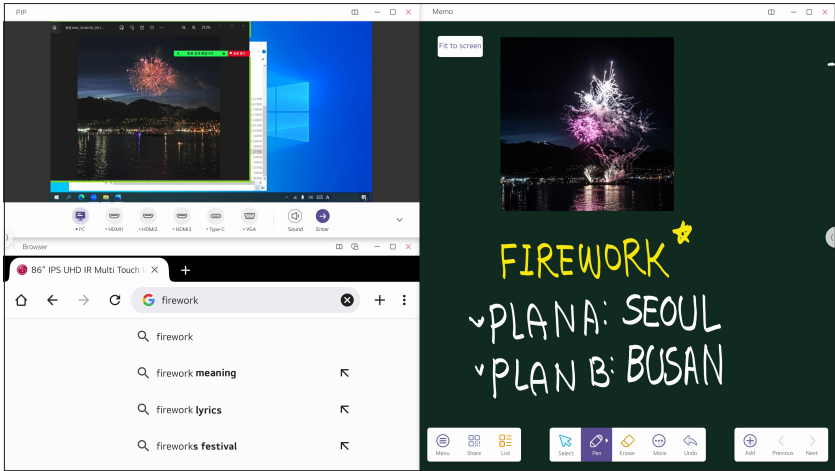 PIP
212%
PC
HDMI1
HDMI2
HDMI3
Type-C
VGA
Sound
Enter
Browser
86" IPS UHD IR Multi Touch
firework
firework
firework meaning
firework lyrics
fireworks festival
Memo
Fit to screen
FIREWORK
PLAN A: SEOUL
PLAN B: BUSAN
Menu
Share
List
Select
Pen
Eraser
More
Undo
Add
Previous
Next